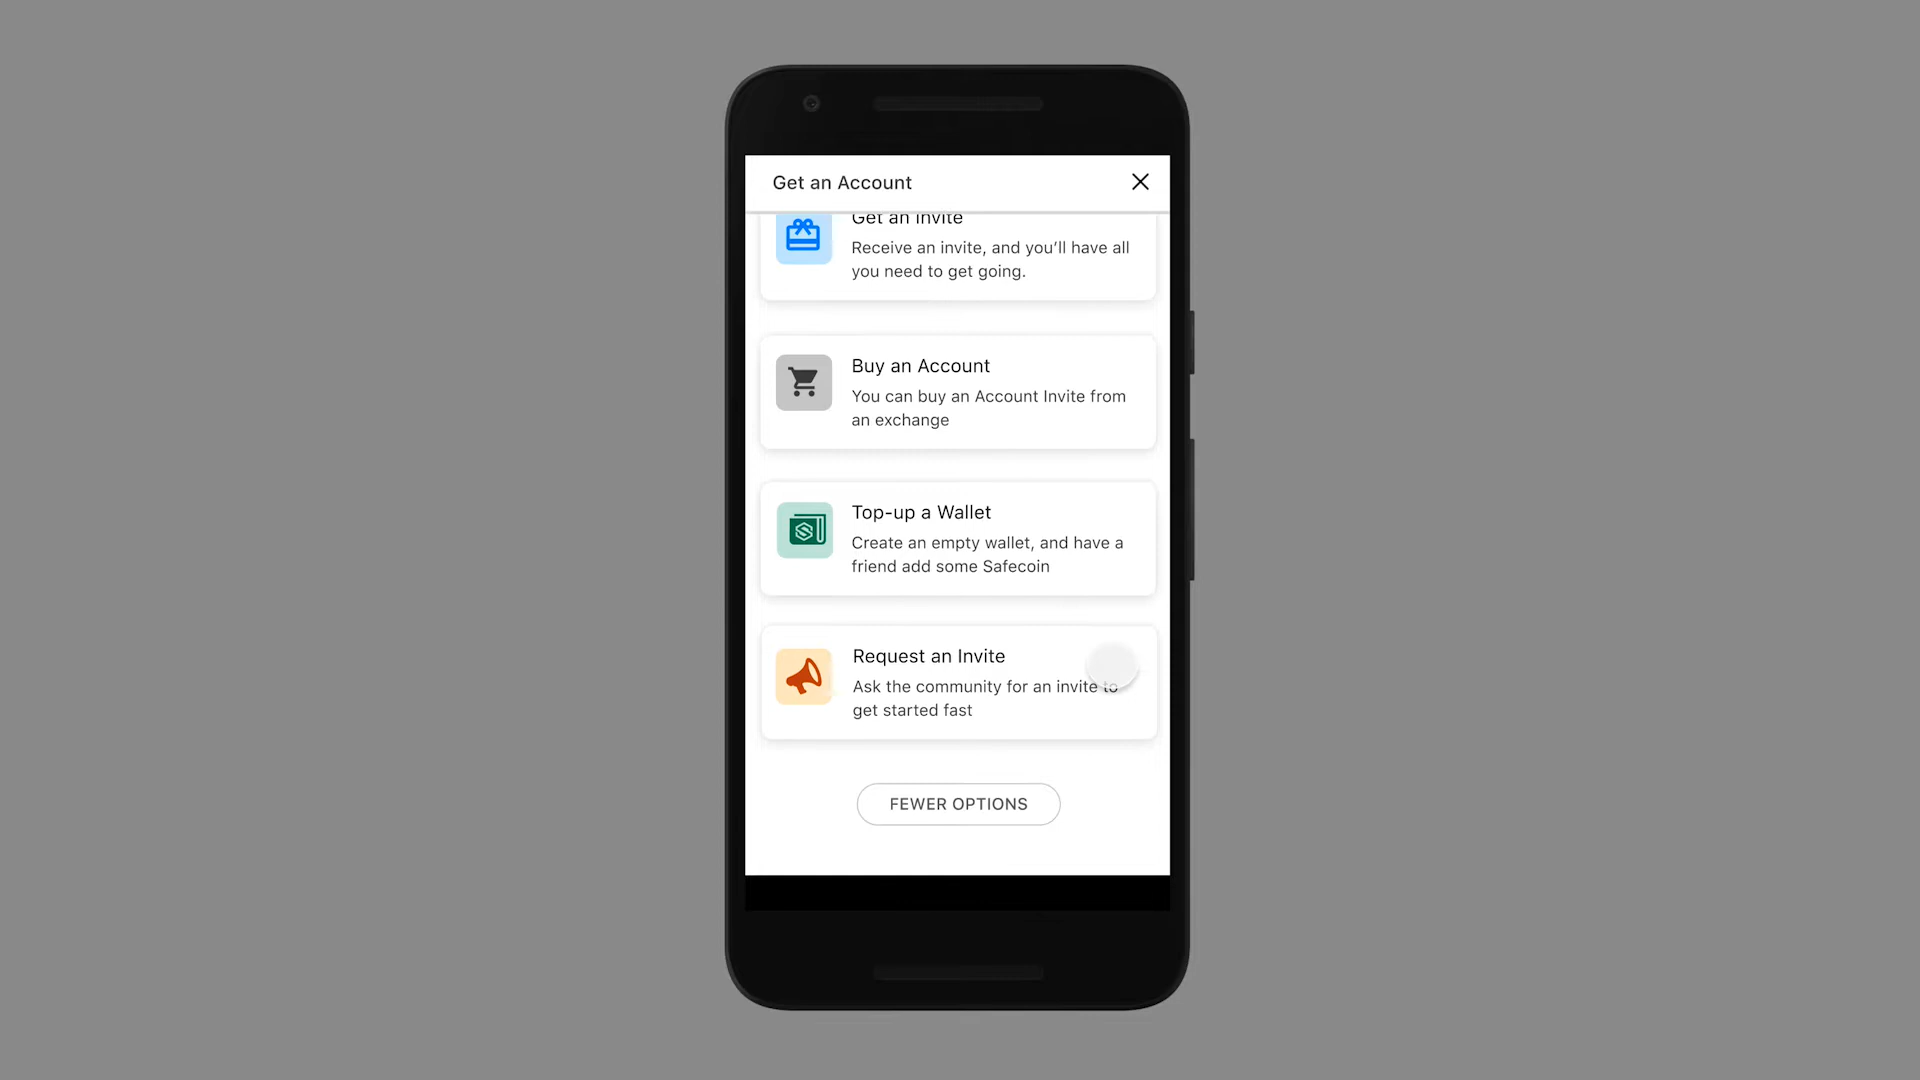 Get an Account
Get an Invite
Receive an invite, and you’ll have all
you need to get going.
Buy an Account
You can buy an Account Invite from
an exchange
Top-up a Wallet
Create an empty wallet, and have a
friend add some Safecoin
Request an Invite
Ask the community for an invite to
get started fast
FEWER OPTIONS